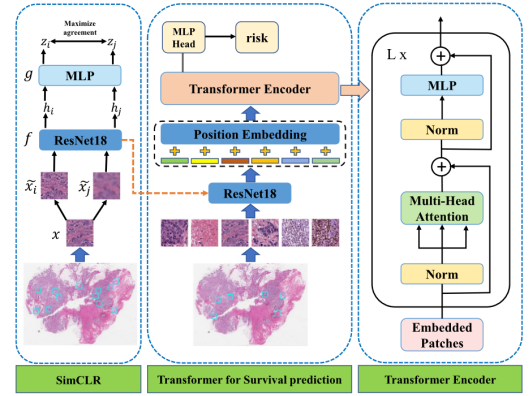 Maximize
agreement
z_i z_j
g MLP
h_i h_j
f ResNet18
x̃_i x̃_j
x
SimCLR
MLP
Head
risk
Transformer Encoder
Position Embedding
ResNet18
Transformer for Survival prediction
L x
MLP
Norm
Multi-Head
Attention
Norm
Embedded
Patches
Transformer Encoder